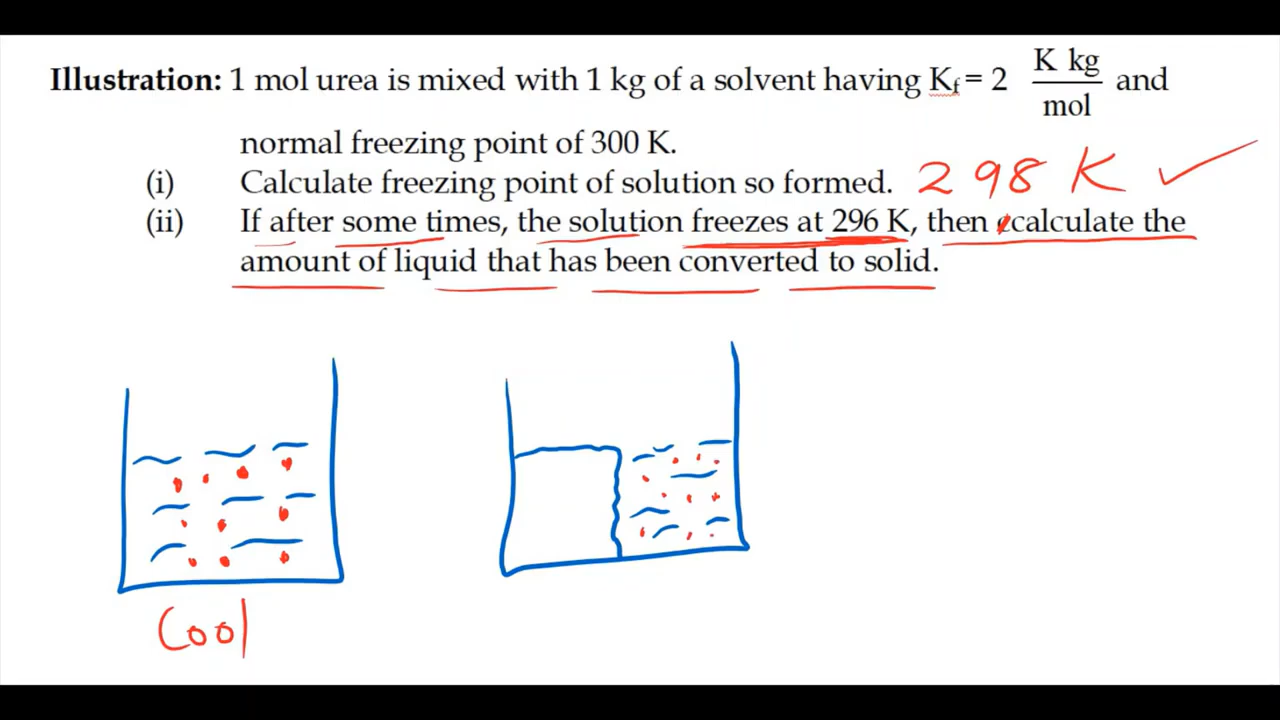 Illustration: 1 mol urea is mixed with 1 kg of a solvent having Kf = 2 K kg/mol and
normal freezing point of 300 K.
(i) Calculate freezing point of solution so formed. 298 K ✓
(ii) If after some times, the solution freezes at 296 K, then calculate the
amount of liquid that has been converted to solid.
Cool